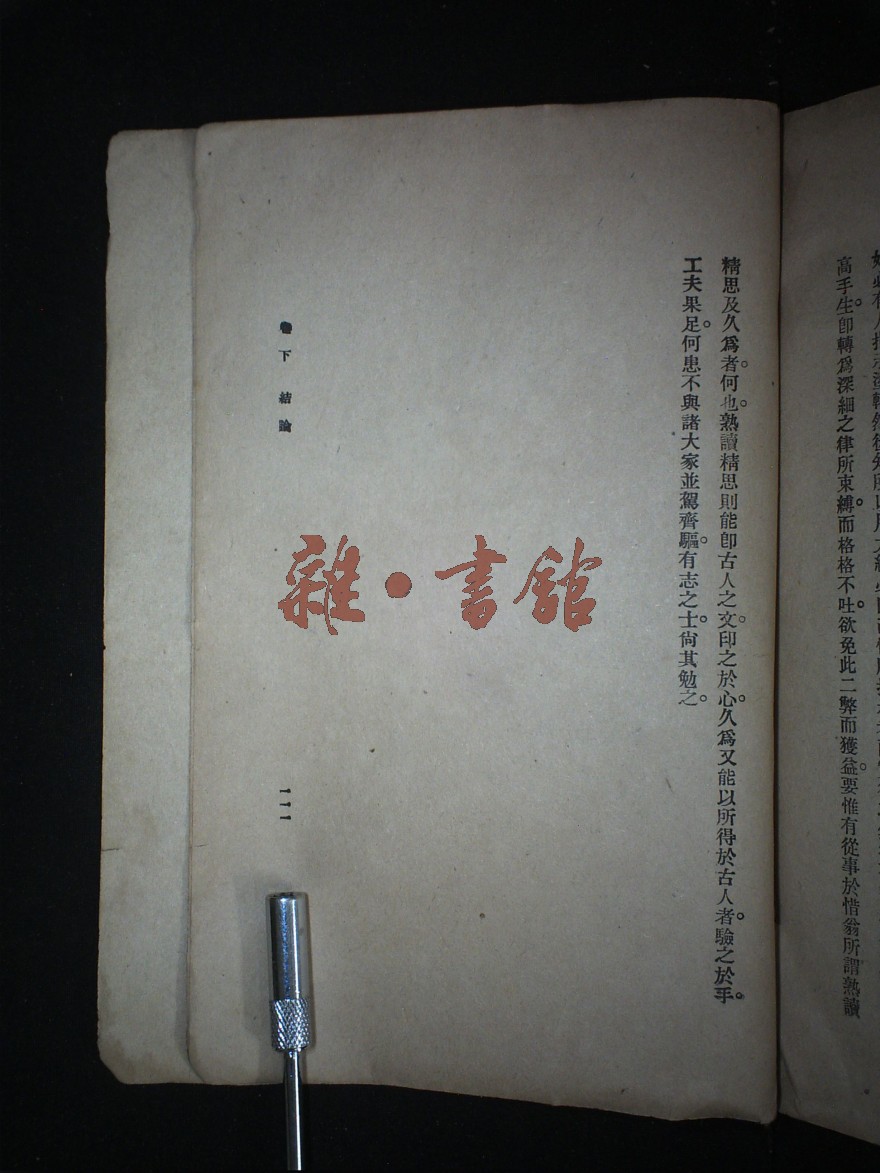 高手生。卽轉爲深細之律所束縛。而格格不吐。欲免此二弊而獲益。要惟有從事於惜翁所謂熟讀
精思及久爲者。何也。熟讀精思則能卽古人之文。印之於心。久爲又能以所得於古人者。驗之於手。
工夫果足。何患不與諸大家並駕齊驅。有志之士。尙其勉之。
卷下 結論
一一一
雜·書館